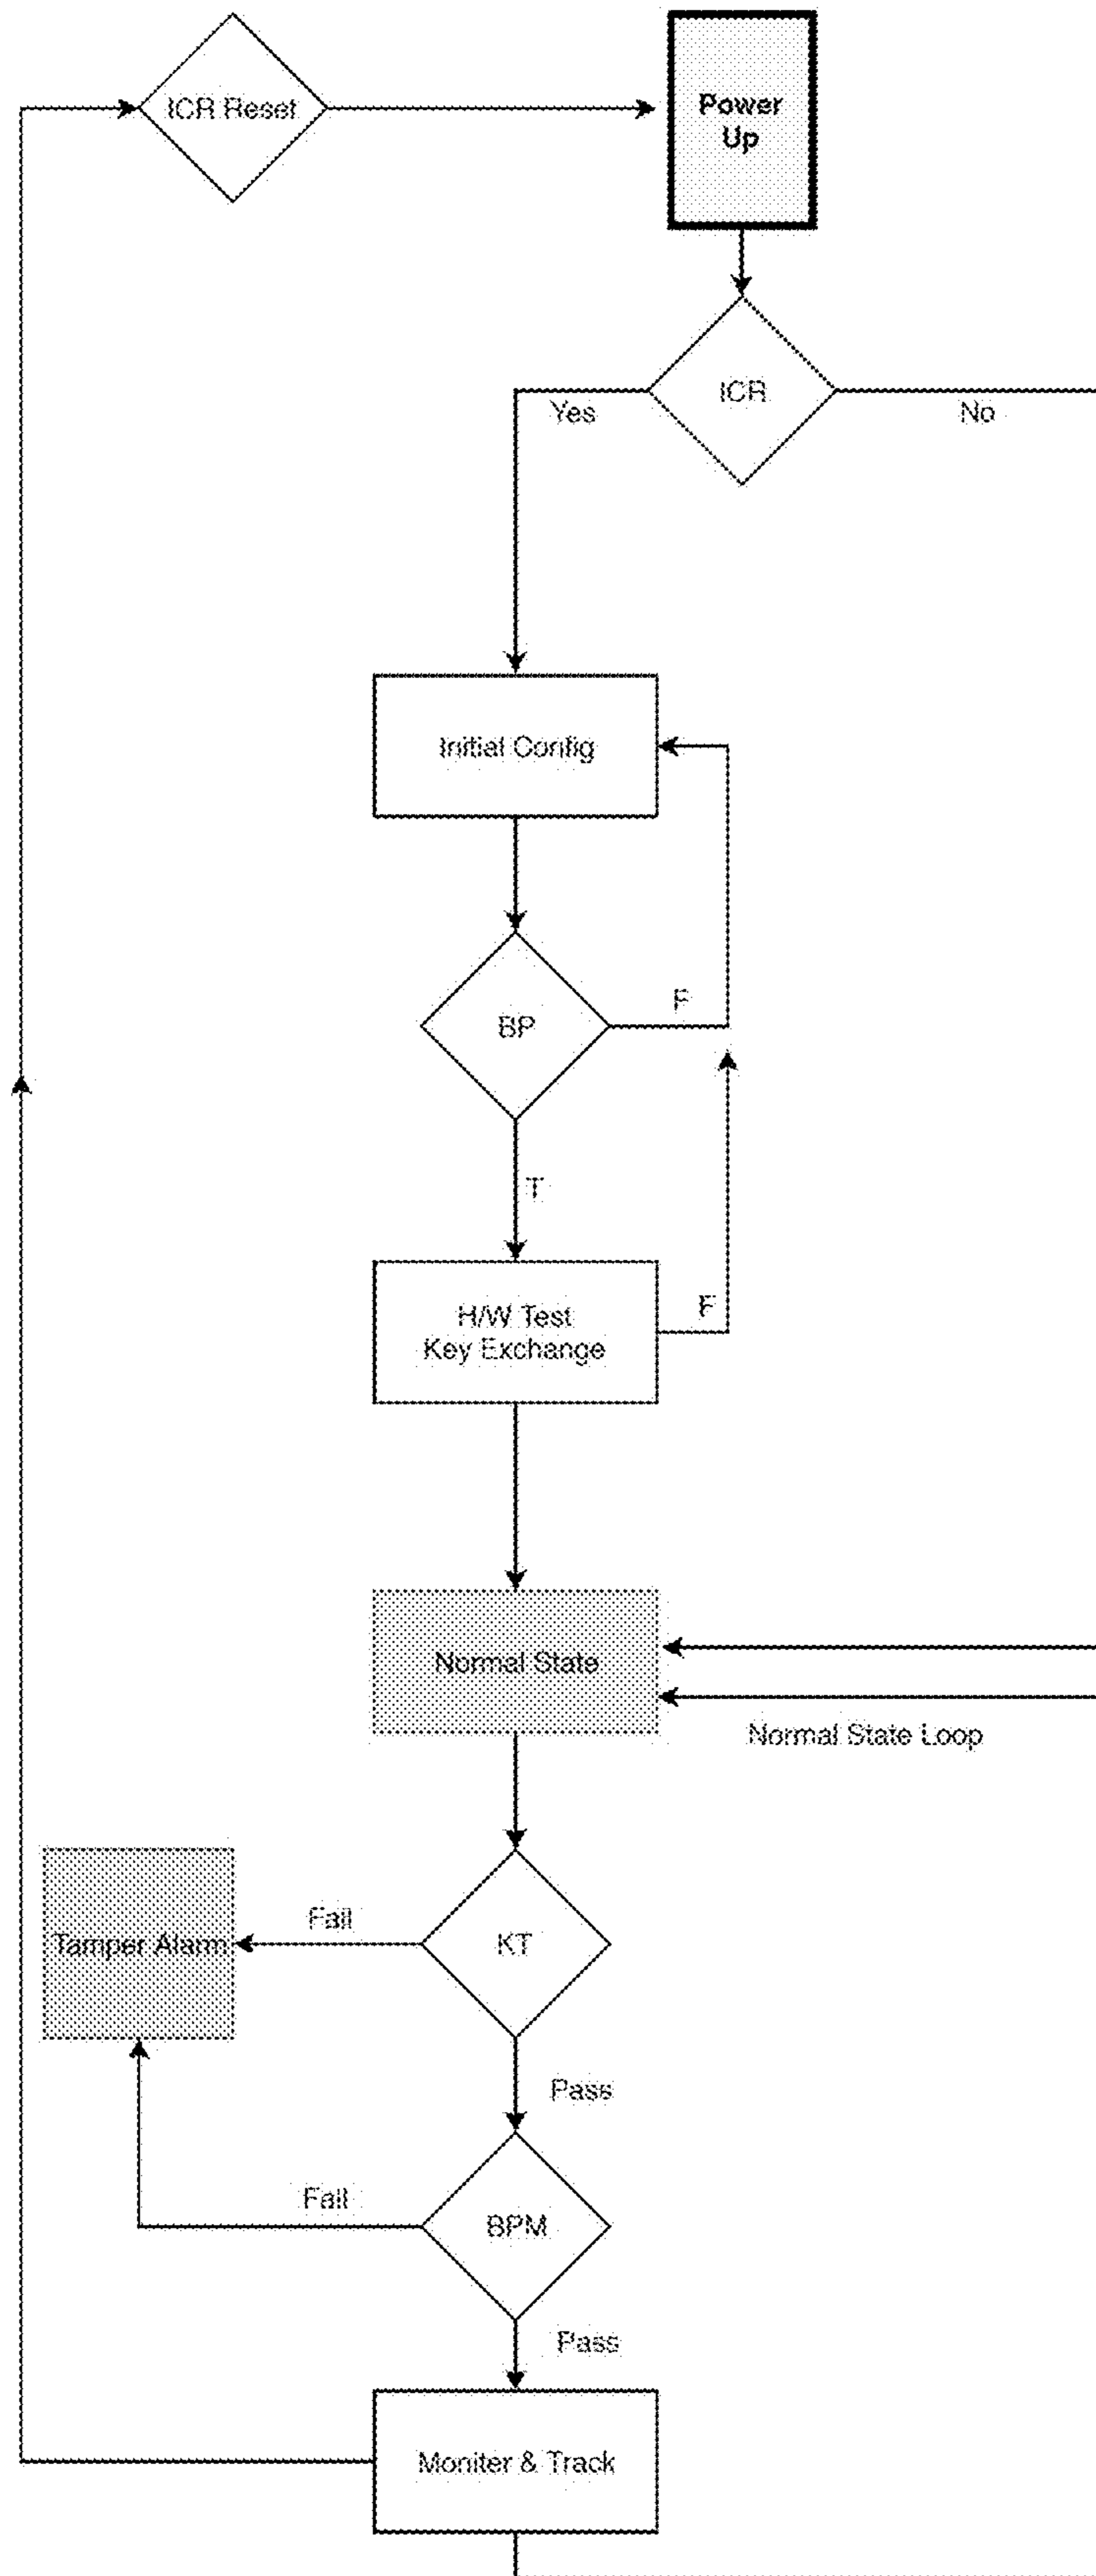 ICR Reset
Power
Up
ICR
Yes
No
Initial Config
BP
F
T
H/W Test
Key Exchange
F
Normal State
Normal State Loop
Tamper Alarm
Fail
KT
Pass
Fail
BPM
Pass
Moniter & Track